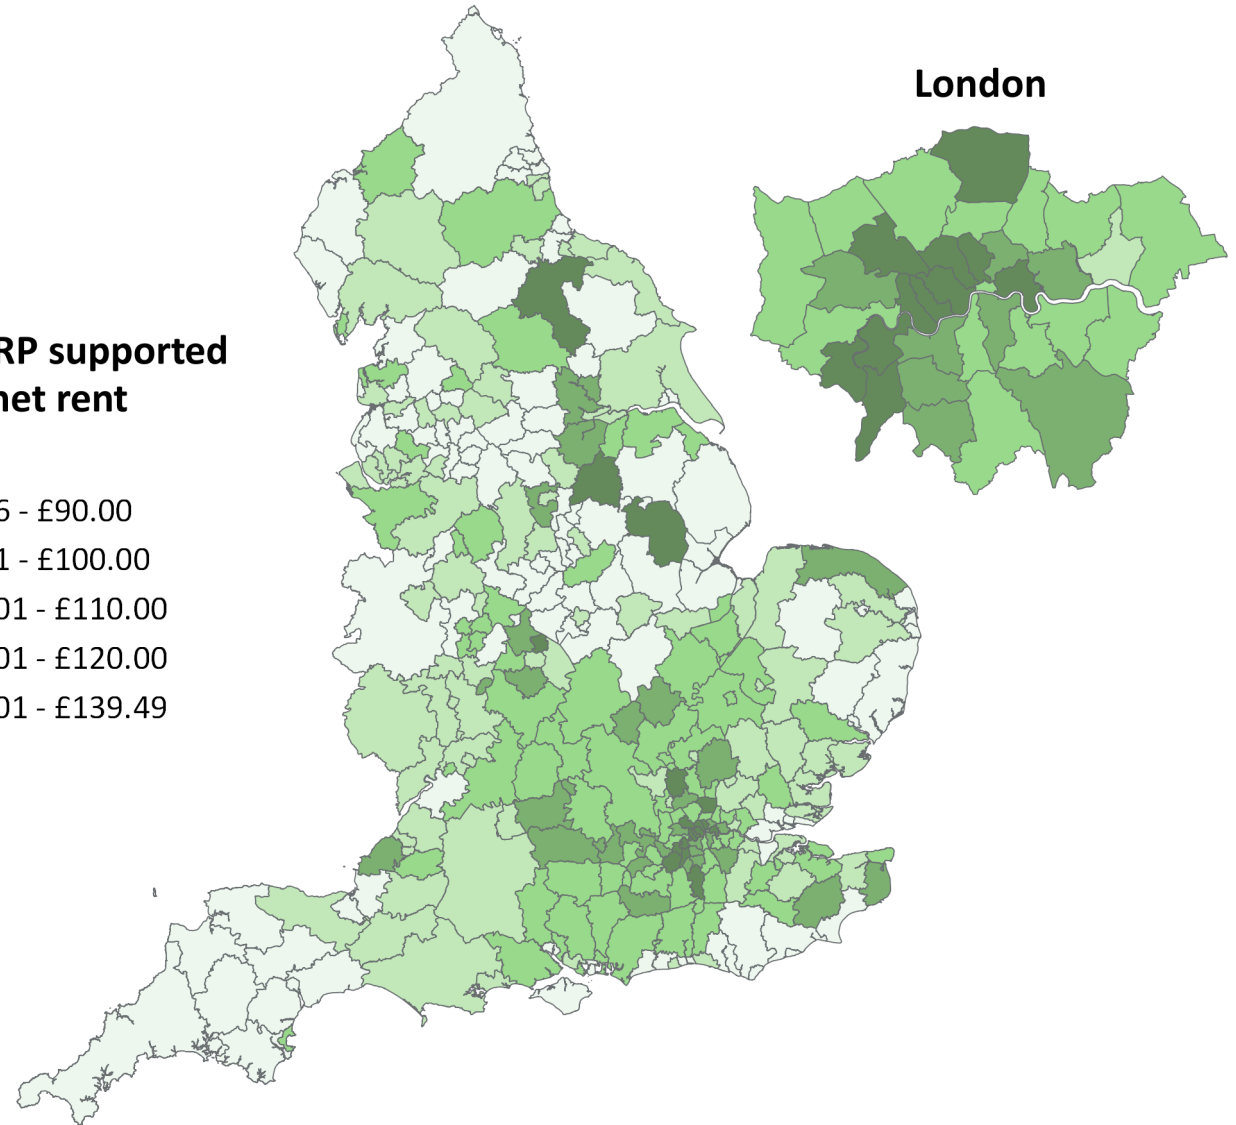 London
RP supported
net rent
6 - £90.00
1 - £100.00
01 - £110.00
01 - £120.00
01 - £139.49